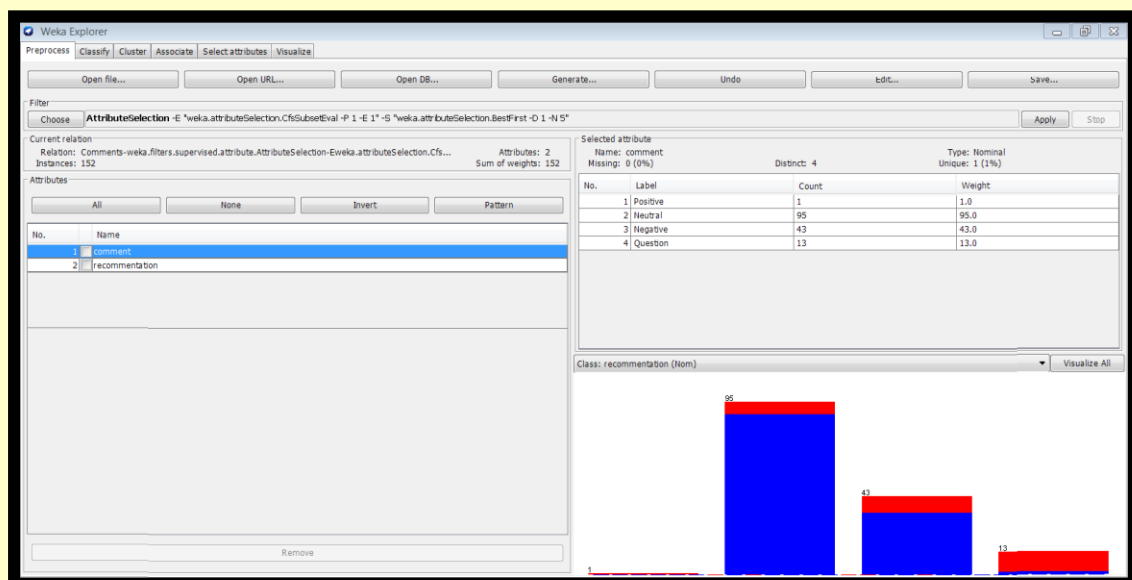 Weka Explorer
Preprocess Classify Cluster Associate Select attributes Visualize
Open file... Open URL... Open DB... Generate... Undo Edit... Save...
Filter
Choose AttributeSelection -E "weka.attributeSelection.CfsSubsetEval -P 1 -E 1" -S "weka.attributeSelection.BestFirst -D 1 -N 5" Apply Stop
Current relation
Relation: Comments-weka.filters.supervised.attribute.AttributeSelection-Eweka.attributeSelection.Cfs... Attributes: 2
Instances: 152 Sum of weights: 152
Attributes
All None Invert Pattern
No. Name
1 comment
2 recommentation
Remove
Selected attribute
Name: comment Type: Nominal
Missing: 0 (0%) Distinct: 4 Unique: 1 (1%)
No. Label Count Weight
1 Positive 1 1.0
2 Neutral 95 95.0
3 Negative 43 43.0
4 Question 13 13.0
Class: recommentation (Nom) Visualize All
95
43
13
1